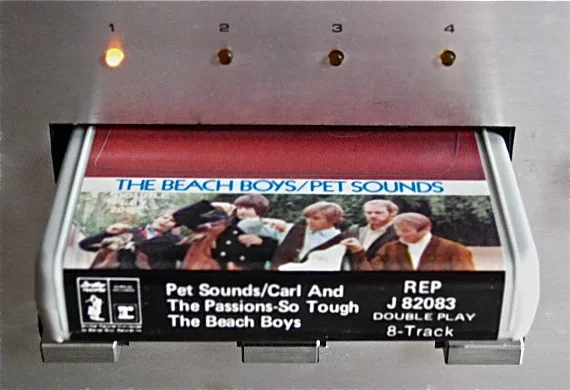 1 2 3 4
THE BEACH BOYS/PET SOUNDS
Pet Sounds/Carl And
The Passions-So Tough
The Beach Boys
REP
J 82083
DOUBLE PLAY
8-Track